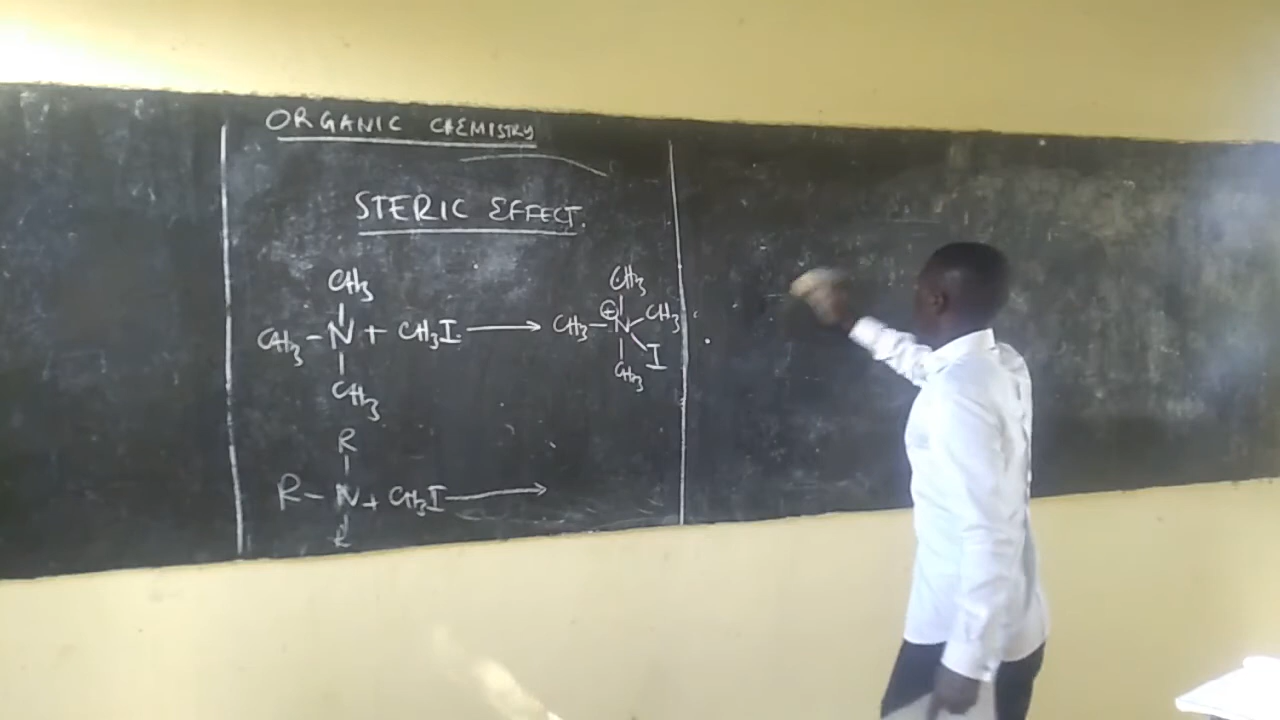 ORGANIC CHEMISTRY
STERIC EFFECT.
CH3 CH3
CH3 - N + CH3I ⟶ CH3 - N⊕ CH3
I
CH3 CH3
R
R - N + CH3I ⟶
R